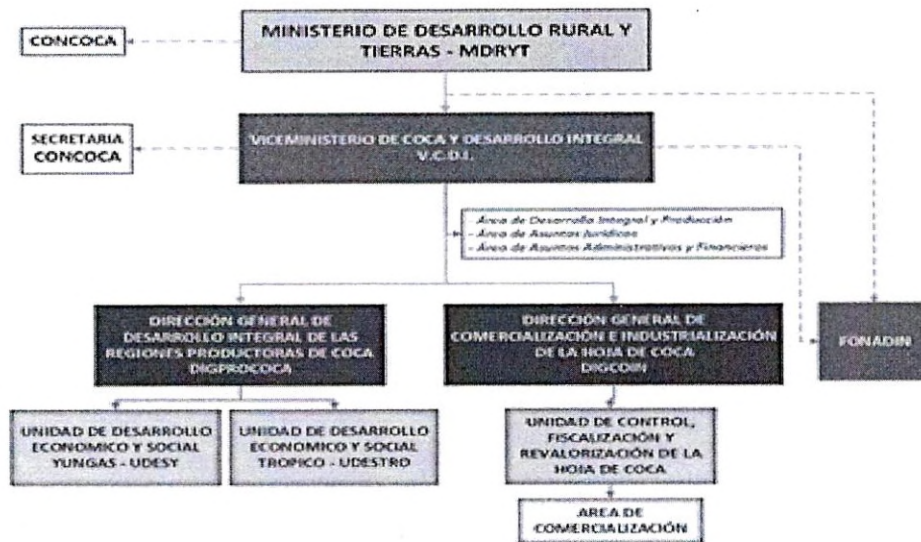 MINISTERIO DE DESARROLLO RURAL Y
TIERRAS - MDRYT
CONCOCA
SECRETARIA
CONCOCA
VICEMINISTERIO DE COCA Y DESARROLLO INTEGRAL
V.C.D.I.
- Área de Desarrollo Integral y Producción
- Área de Asuntos Jurídicos
- Área de Asuntos Administrativos y Financieros
DIRECCIÓN GENERAL DE
DESARROLLO INTEGRAL DE LAS
REGIONES PRODUCTORAS DE COCA
DIGPROCOCA
DIRECCIÓN GENERAL DE
COMERCIALIZACIÓN E INDUSTRIALIZACIÓN
DE LA HOJA DE COCA
DIGCOIN
FONADIN
UNIDAD DE DESARROLLO
ECONOMICO Y SOCIAL
YUNGAS - UDESY
UNIDAD DE DESARROLLO
ECONOMICO Y SOCIAL
TROPICO - UDESTRO
UNIDAD DE CONTROL,
FISCALIZACIÓN Y
REVALORIZACIÓN DE LA
HOJA DE COCA
AREA DE
COMERCIALIZACIÓN